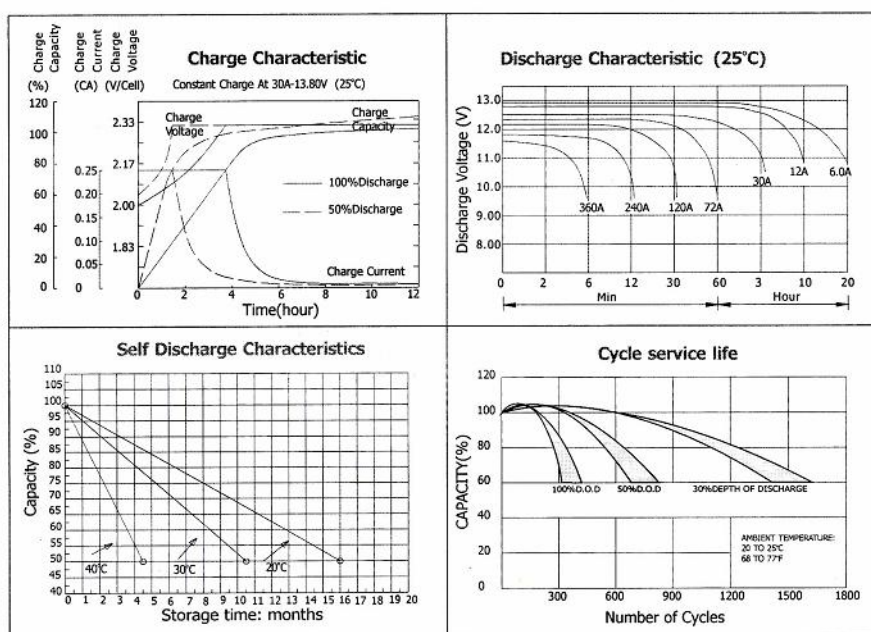 Charge Capacity
Charge Current
Charge Voltage
(%) (CA) (V/Cell)
Charge Characteristic
Constant Charge At 30A-13.80V (25°C)
120
100
80
60
40
20
0
0.25
0.20
0.15
0.10
0.05
0
2.33
2.17
2.00
1.83
Charge Voltage
Charge Capacity
100%Discharge
50%Discharge
Charge Current
0 2 4 6 8 10 12
Time(hour)
Discharge Characteristic (25°C)
Discharge Voltage (V)
13.0
12.0
11.0
10.0
9.00
8.00
0
360A 240A 120A 72A 30A 12A 6.0A
0 2 6 12 30 60 3 10 20
Min Hour
Self Discharge Characteristics
Capacity (%)
110
105
100
95
90
85
80
75
70
65
60
55
50
45
40
40°C 30°C 20°C
0 1 2 3 4 5 6 7 8 9 10 11 12 13 14 15 16 17 18 19 20
Storage time: months
Cycle service life
CAPACITY(%)
120
100
80
60
40
20
0
100%D.O.D 50%D.O.D 30%DEPTH OF DISCHARGE
AMBIENT TEMPERATURE:
20 TO 25°C
68 TO 77°F
300 600 900 1200 1500 1800
Number of Cycles